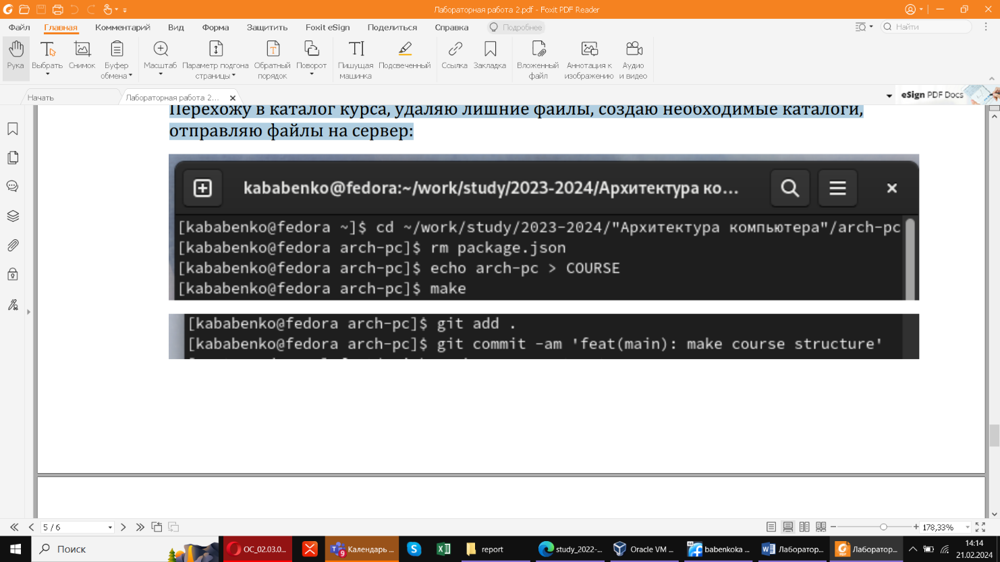 Лабораторная работа 2.pdf - Foxit PDF Reader
Файл Главная Комментарий Вид Форма Защитить Foxit eSign Поделиться Справка Подробнее Найти
Рука Выбрать Снимок Буфер обмена Масштаб Параметр подгона страницы Обратный порядок Поворот Пишущая машинка Подсвеченный Ссылка Закладка Вложенный файл Аннотация к изображению Аудио и видео
Начать Лабораторная работа 2... eSign PDF Docs
Перехожу в каталог курса, удаляю лишние файлы, создаю необходимые каталоги,
отправляю файлы на сервер:
kababenko@fedora:~/work/study/2023-2024/Архитектура ко...
[kababenko@fedora ~]$ cd ~/work/study/2023-2024/"Архитектура компьютера"/arch-pc
[kababenko@fedora arch-pc]$ rm package.json
[kababenko@fedora arch-pc]$ echo arch-pc > COURSE
[kababenko@fedora arch-pc]$ make
[kababenko@fedora arch-pc]$ git add .
[kababenko@fedora arch-pc]$ git commit -am 'feat(main): make course structure'
5 / 6 178,33%
Поиск ОС_02.03.0... Календарь ... 9 report study_2022-... Oracle VM ... babenkoka ... Лаборатор... Лаборатор... 14:14
21.02.2024